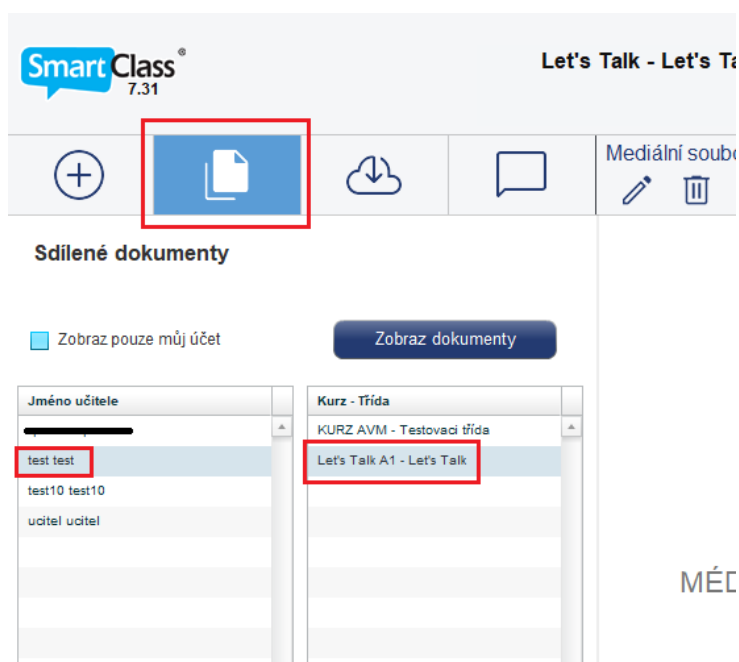 SmartClass®
7.31
Let's Talk - Let's Ta
Mediální soubo
Sdílené dokumenty
Zobraz pouze můj účet
Zobraz dokumenty
Jméno učitele
Kurz - Třída
KURZ AVM - Testovaci třída
test test
Let's Talk A1 - Let's Talk
test10 test10
ucitel ucitel
MÉD